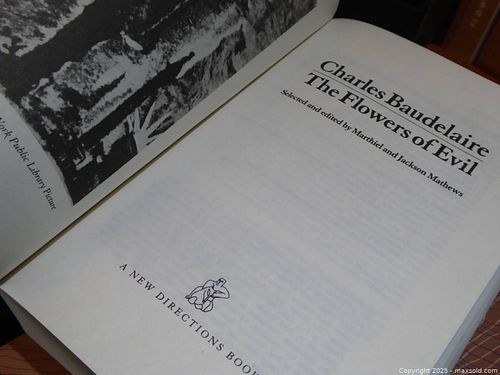 York Public Library Picture
Charles Baudelaire
The Flowers of Evil
Selected and edited by Marthiel and Jackson Mathews
A NEW DIRECTIONS BOOK
Copyright 2025 - maxsold.com